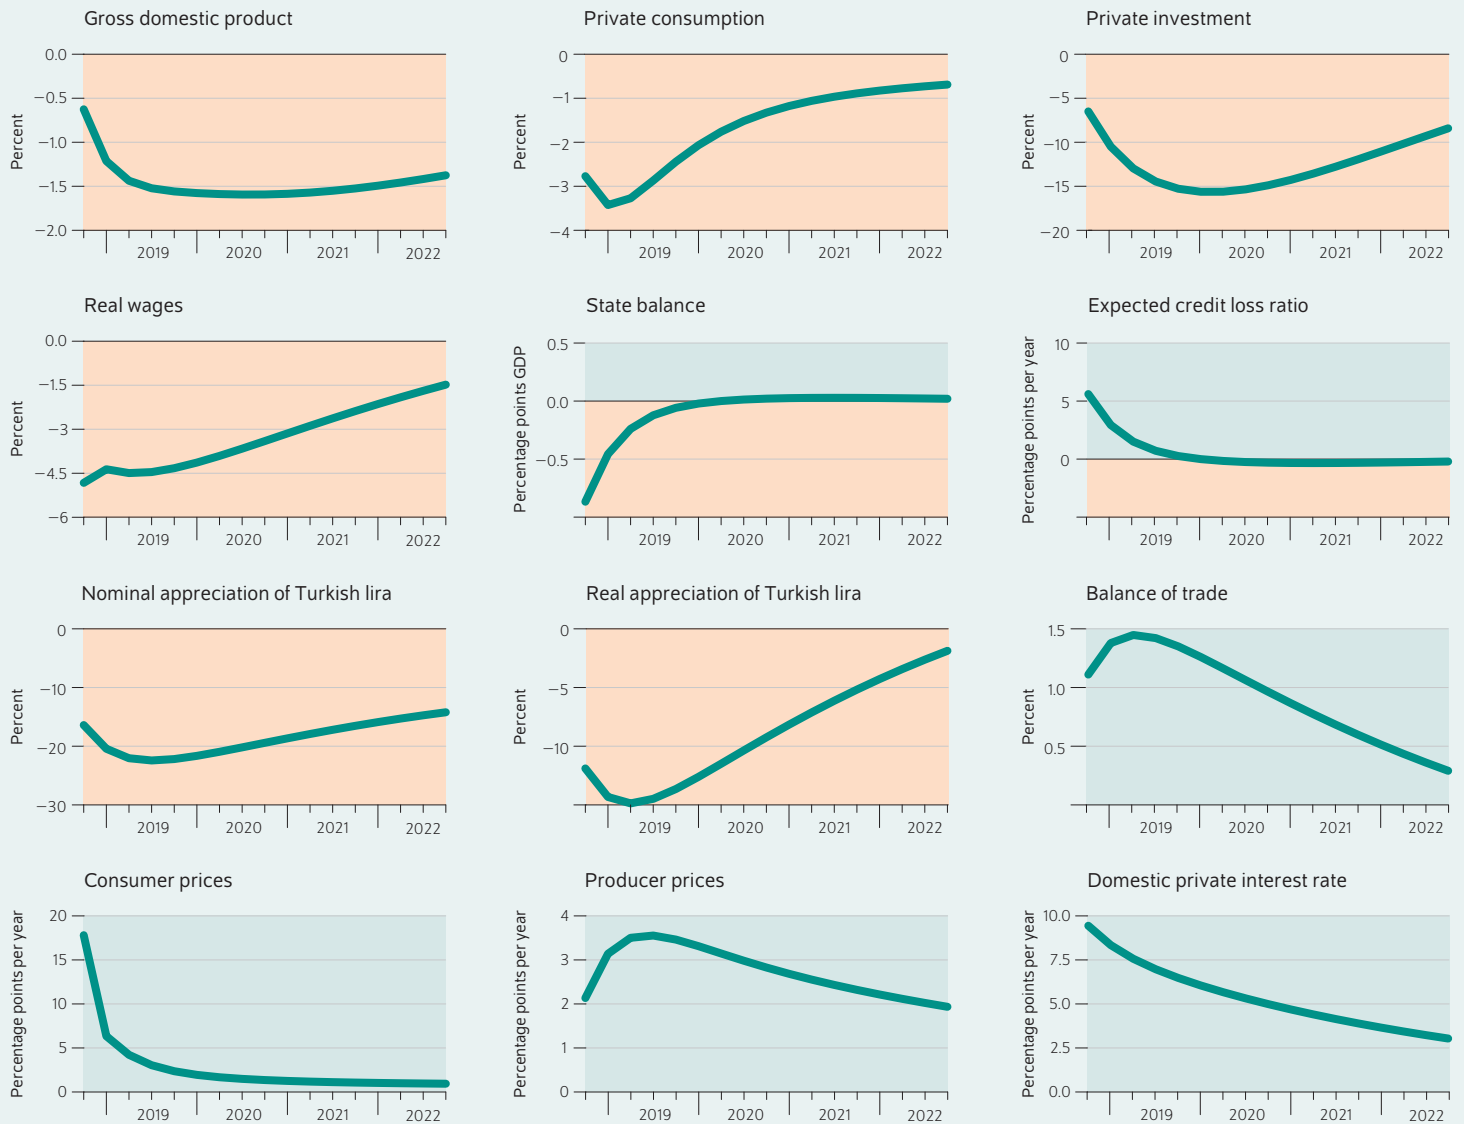 Gross domestic product
Percent
0.0
−0.5
−1.0
−1.5
−2.0
2019 2020 2021 2022
Private consumption
Percent
0
−1
−2
−3
−4
2019 2020 2021 2022
Private investment
Percent
0
−5
−10
−15
−20
2019 2020 2021 2022
Real wages
Percent
0.0
−1.5
−3
−4.5
−6
2019 2020 2021 2022
State balance
Percentage points GDP
0.5
0.0
−0.5
2019 2020 2021 2022
Expected credit loss ratio
Percentage points per year
10
5
0
2019 2020 2021 2022
Nominal appreciation of Turkish lira
Percent
0
−10
−20
−30
2019 2020 2021 2022
Real appreciation of Turkish lira
Percent
0
−5
−10
2019 2020 2021 2022
Balance of trade
Percent
1.5
1.0
0.5
2019 2020 2021 2022
Consumer prices
Percentage points per year
20
15
10
5
0
2019 2020 2021 2022
Producer prices
Percentage points per year
4
3
2
1
0
2019 2020 2021 2022
Domestic private interest rate
Percentage points per year
10.0
7.5
5.0
2.5
0.0
2019 2020 2021 2022